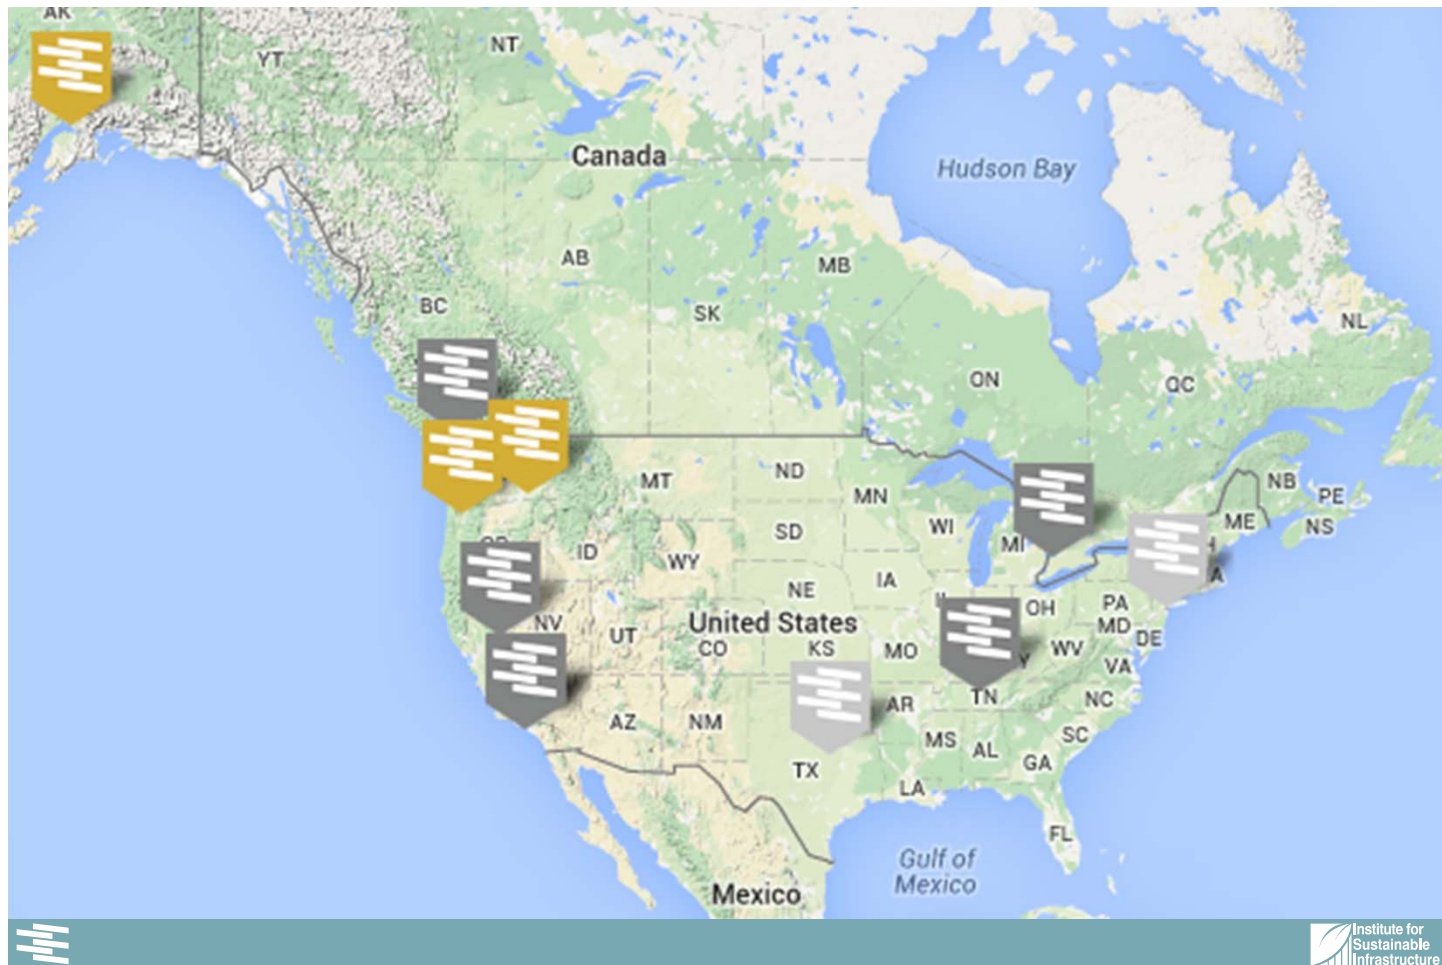 AK
YT
NT
Canada
Hudson Bay
AB
MB
BC
SK
NL
ON
QC
MT
ND
MN
NB
PE
ME
NS
SD
WI
MI
ID
WY
IA
NE
OH
PA
NV
United States
MD
DE
UT
CO
KS
MO
WV
VA
TN
NC
AZ
NM
AR
MS
AL
SC
GA
TX
LA
FL
Gulf of
Mexico
Mexico
Institute for
Sustainable
Infrastructure